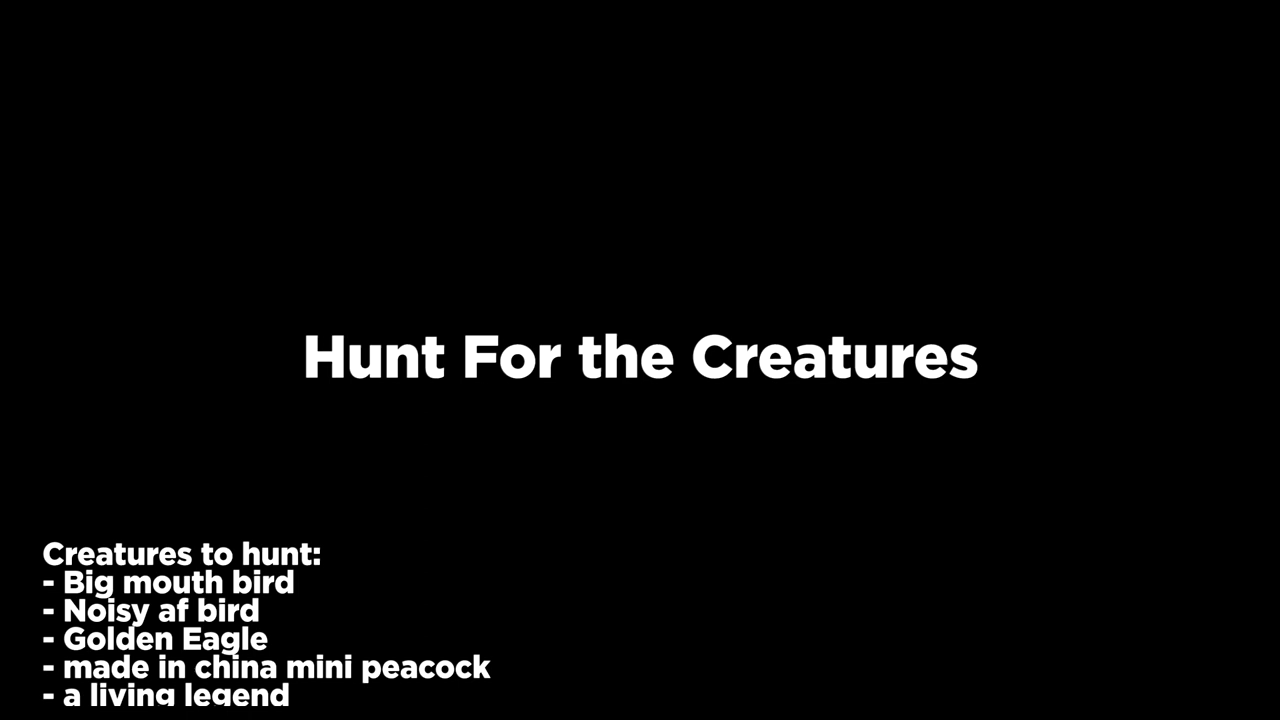 Hunt For the Creatures
Creatures to hunt:
- Big mouth bird
- Noisy af bird
- Golden Eagle
- made in china mini peacock
- a living legend